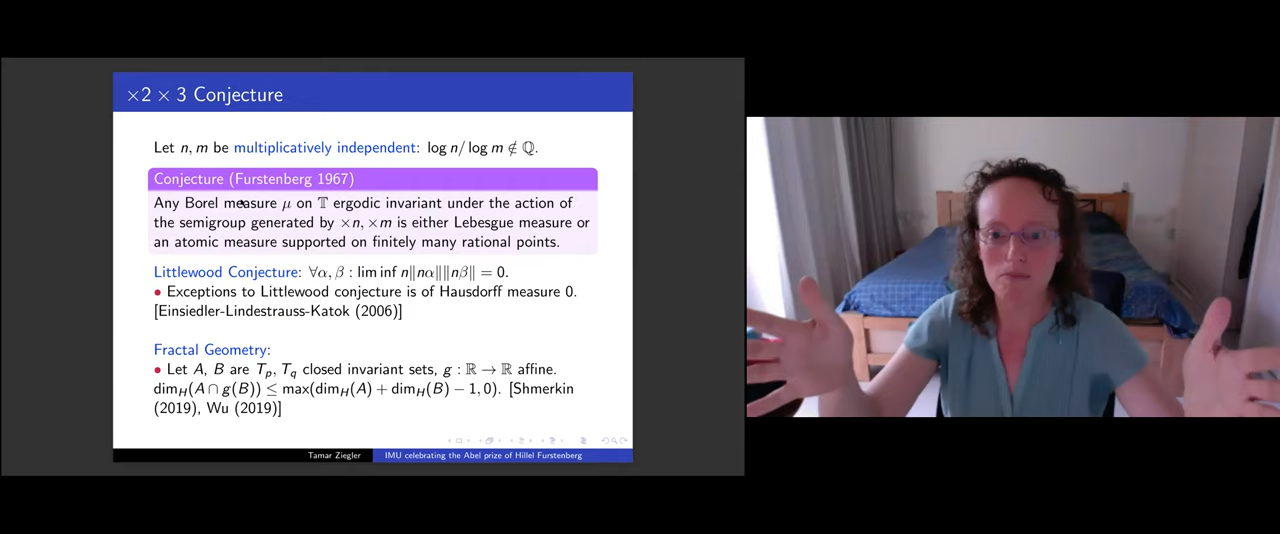 ×2 × 3 Conjecture
Let n, m be multiplicatively independent: log n/ log m ∉ ℚ.
Conjecture (Furstenberg 1967)
Any Borel measure μ on 𝕋 ergodic invariant under the action of
the semigroup generated by ×n, ×m is either Lebesgue measure or
an atomic measure supported on finitely many rational points.
Littlewood Conjecture: ∀α, β : lim inf n‖nα‖‖nβ‖ = 0.
• Exceptions to Littlewood conjecture is of Hausdorff measure 0.
[Einsiedler-Lindestrauss-Katok (2006)]
Fractal Geometry:
• Let A, B are Tₚ, T_q closed invariant sets, g : ℝ → ℝ affine.
dim_H(A ∩ g(B)) ≤ max(dim_H(A) + dim_H(B) − 1, 0). [Shmerkin
(2019), Wu (2019)]
Tamar Ziegler
IMU celebrating the Abel prize of Hillel Furstenberg